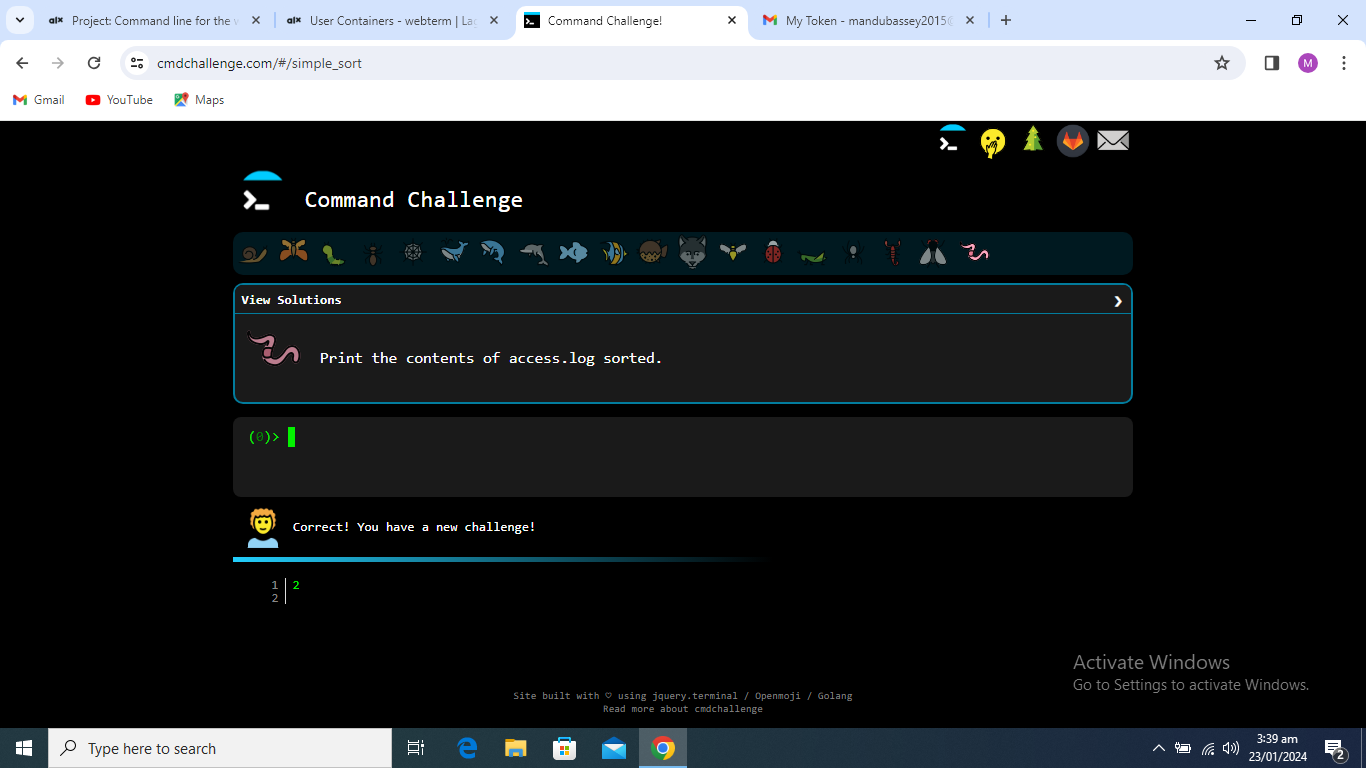 Project: Command line for the w
User Containers - webterm | Lag
Command Challenge!
My Token - mandubassey2015@
cmdchallenge.com/#/simple_sort
M
Gmail
YouTube
Maps
Command Challenge
View Solutions
Print the contents of access.log sorted.
(0)>
Correct! You have a new challenge!
1 2
2
Activate Windows
Go to Settings to activate Windows.
Site built with ♡ using jquery.terminal / Openmoji / Golang
Read more about cmdchallenge
Type here to search
3:39 am
23/01/2024
2